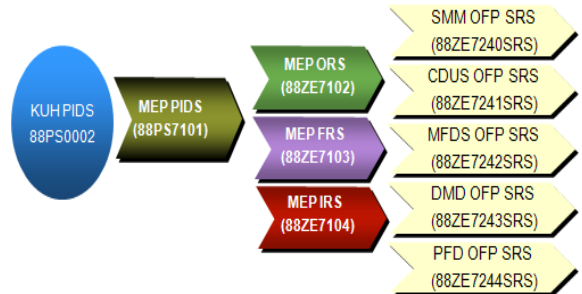 KUH PIDS
88PS0002
MEP PIDS
(88PS7101)
MEP ORS
(88ZE7102)
MEP FRS
(88ZE7103)
MEP IRS
(88ZE7104)
SMM OFP SRS
(88ZE7240SRS)
CDUS OFP SRS
(88ZE7241SRS)
MFDS OFP SRS
(88ZE7242SRS)
DMD OFP SRS
(88ZE7243SRS)
PFD OFP SRS
(88ZE7244SRS)